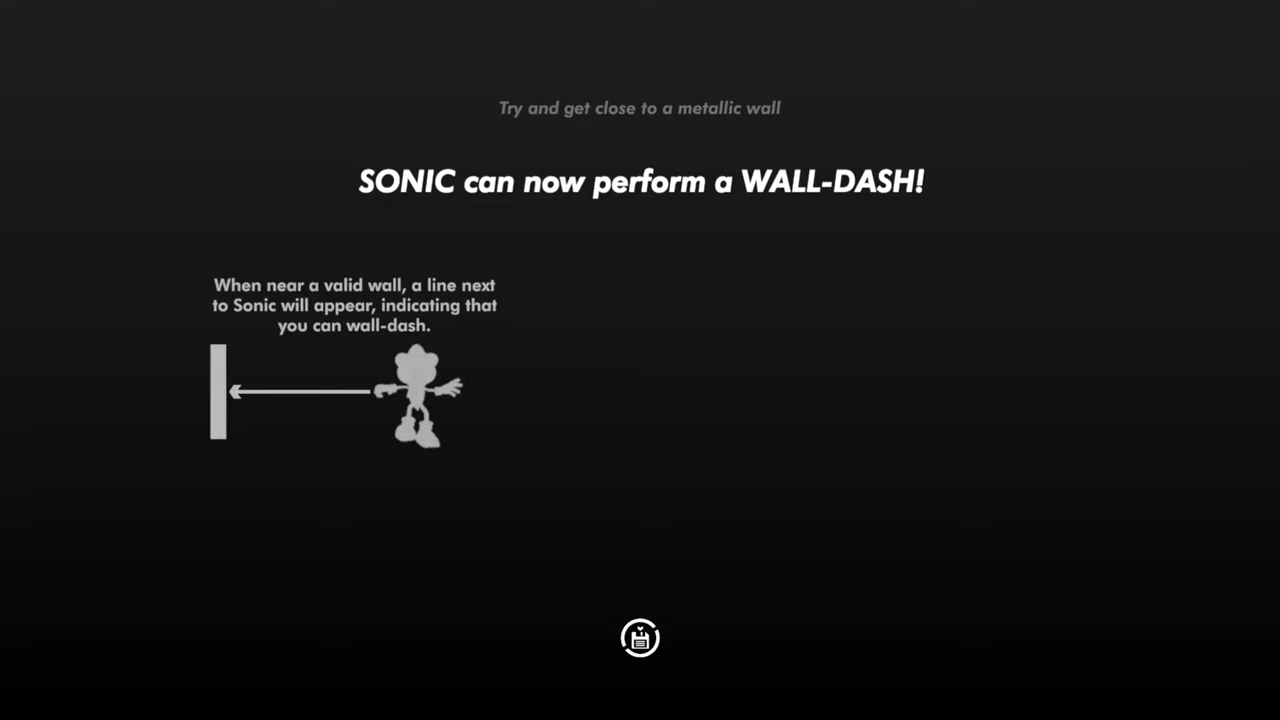 Try and get close to a metallic wall
SONIC can now perform a WALL-DASH!
When near a valid wall, a line next
to Sonic will appear, indicating that
you can wall-dash.